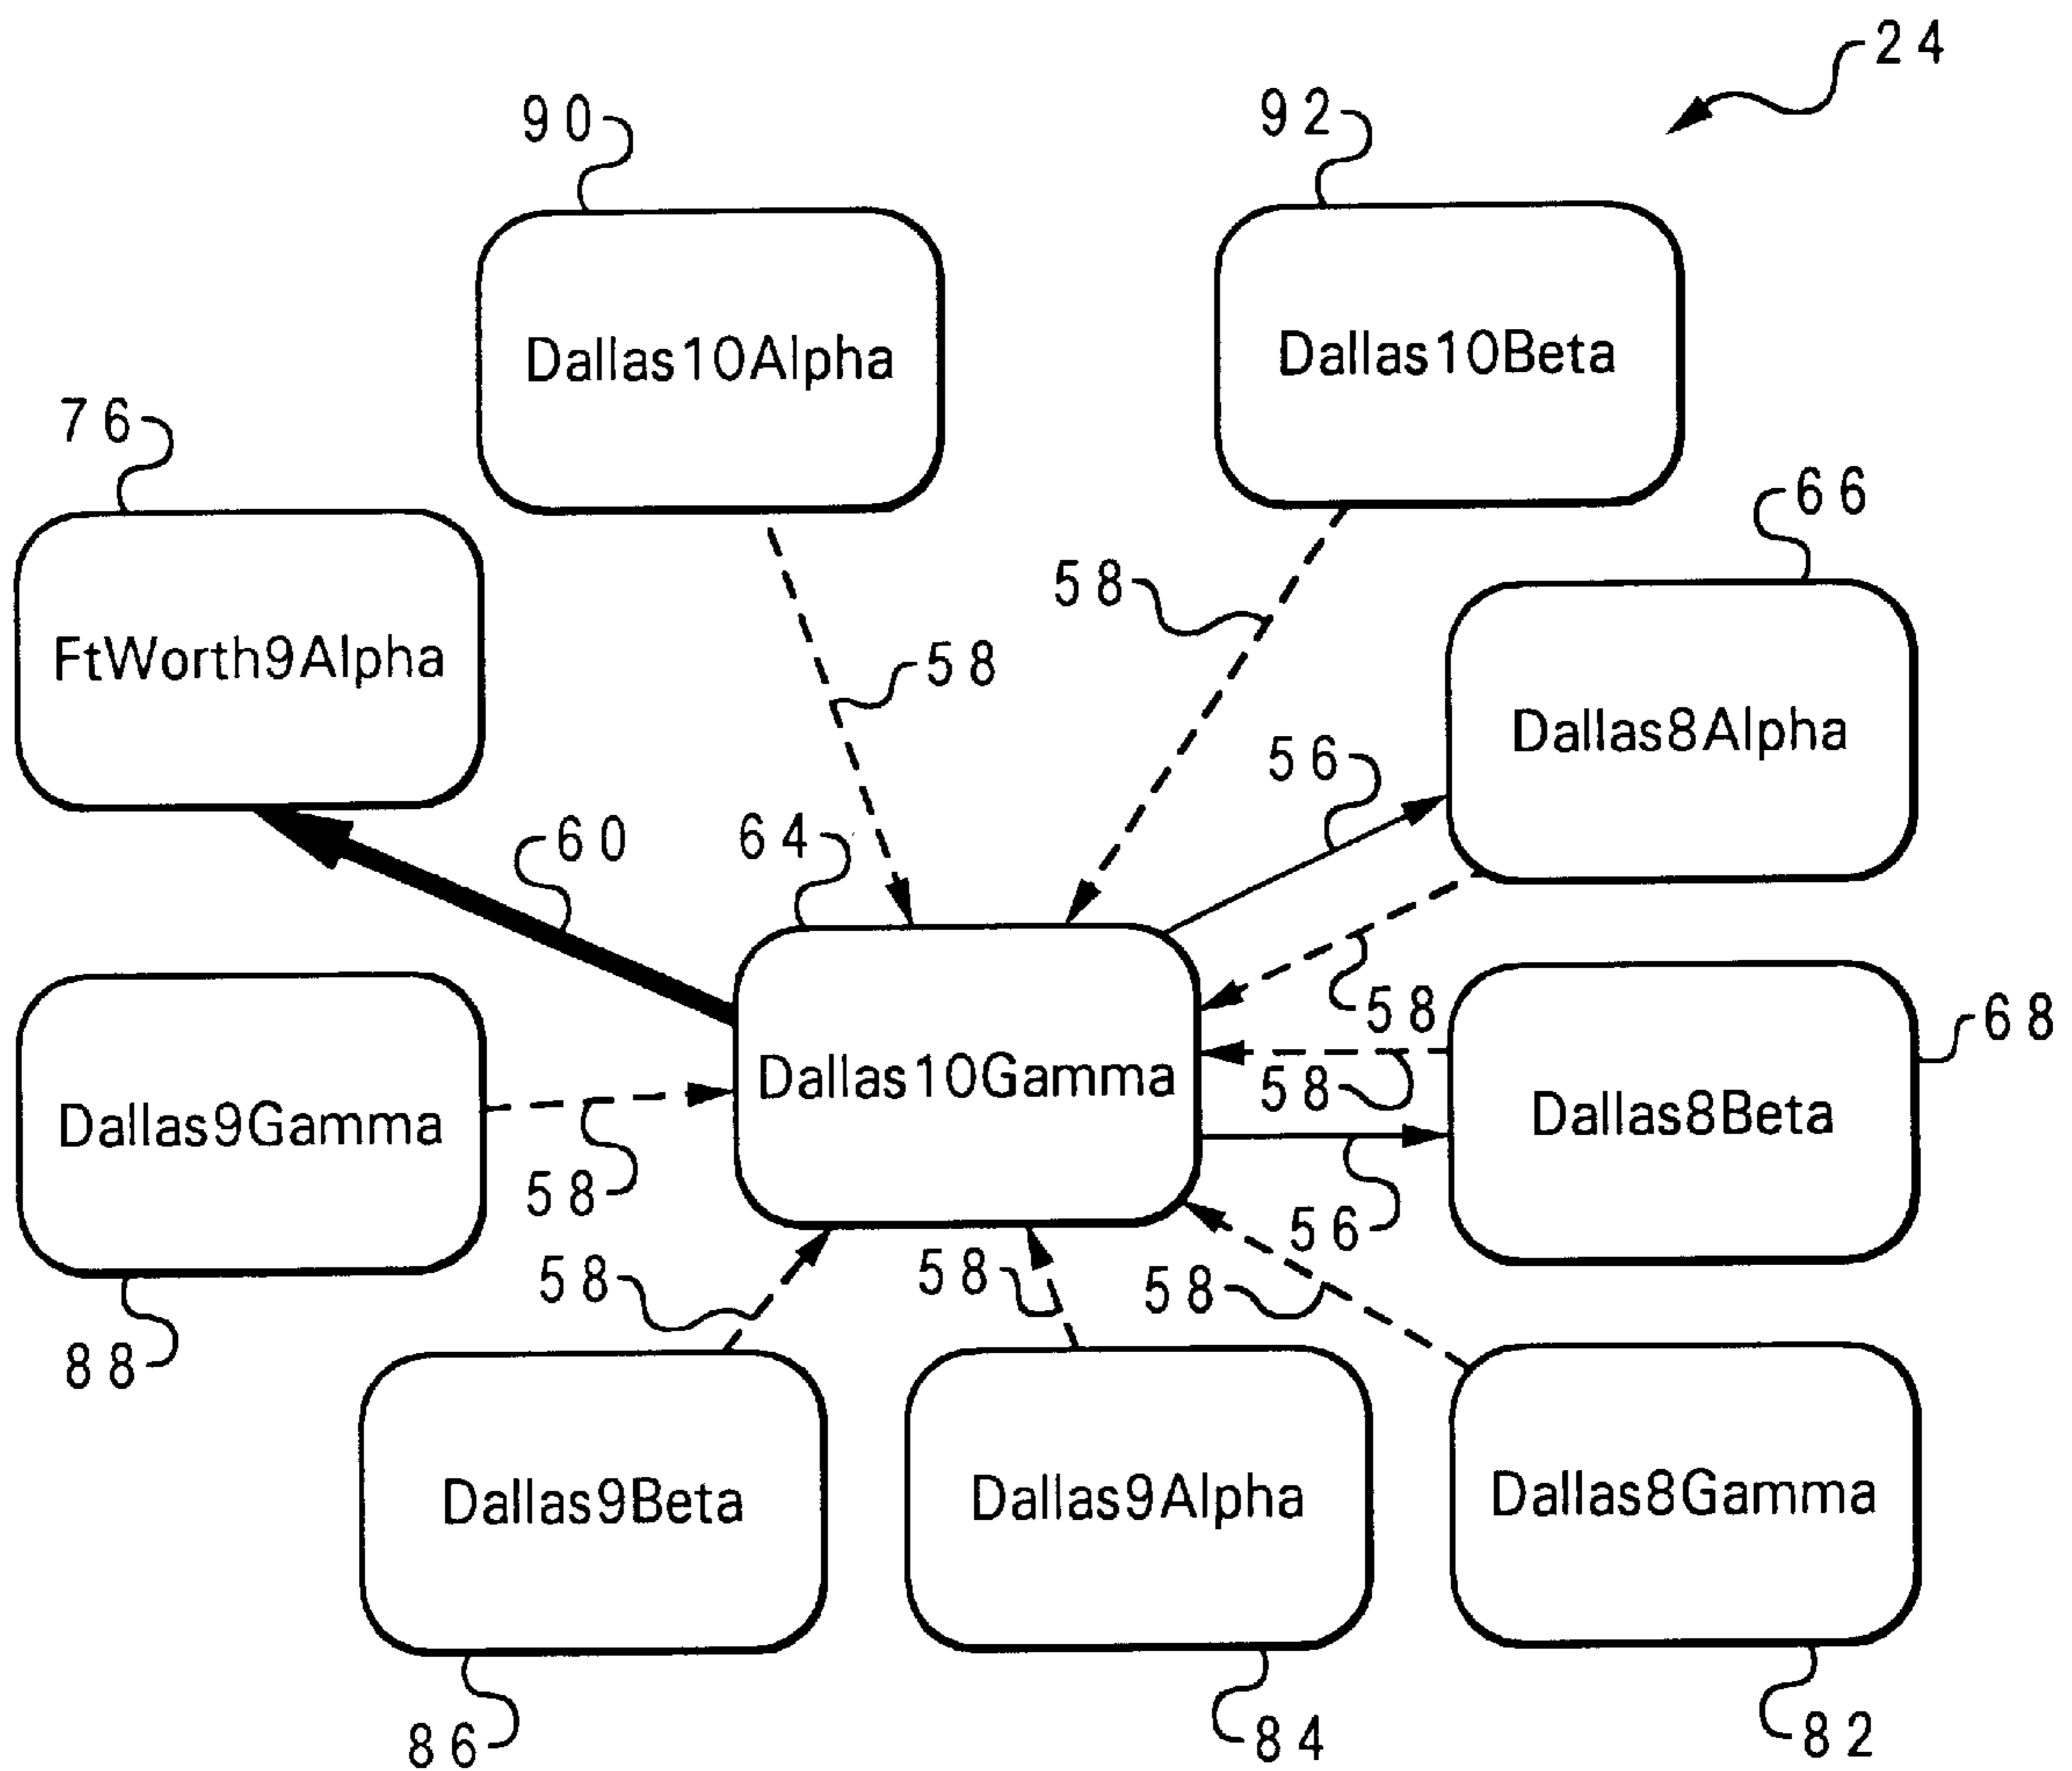 24
90
92
Dallas10Alpha
Dallas10Beta
76
66
FtWorth9Alpha
58
58
Dallas8Alpha
56
60
64
58
68
Dallas10Gamma
58
Dallas9Gamma
Dallas8Beta
58
56
58
58
58
88
Dallas9Beta
Dallas9Alpha
Dallas8Gamma
86
84
82